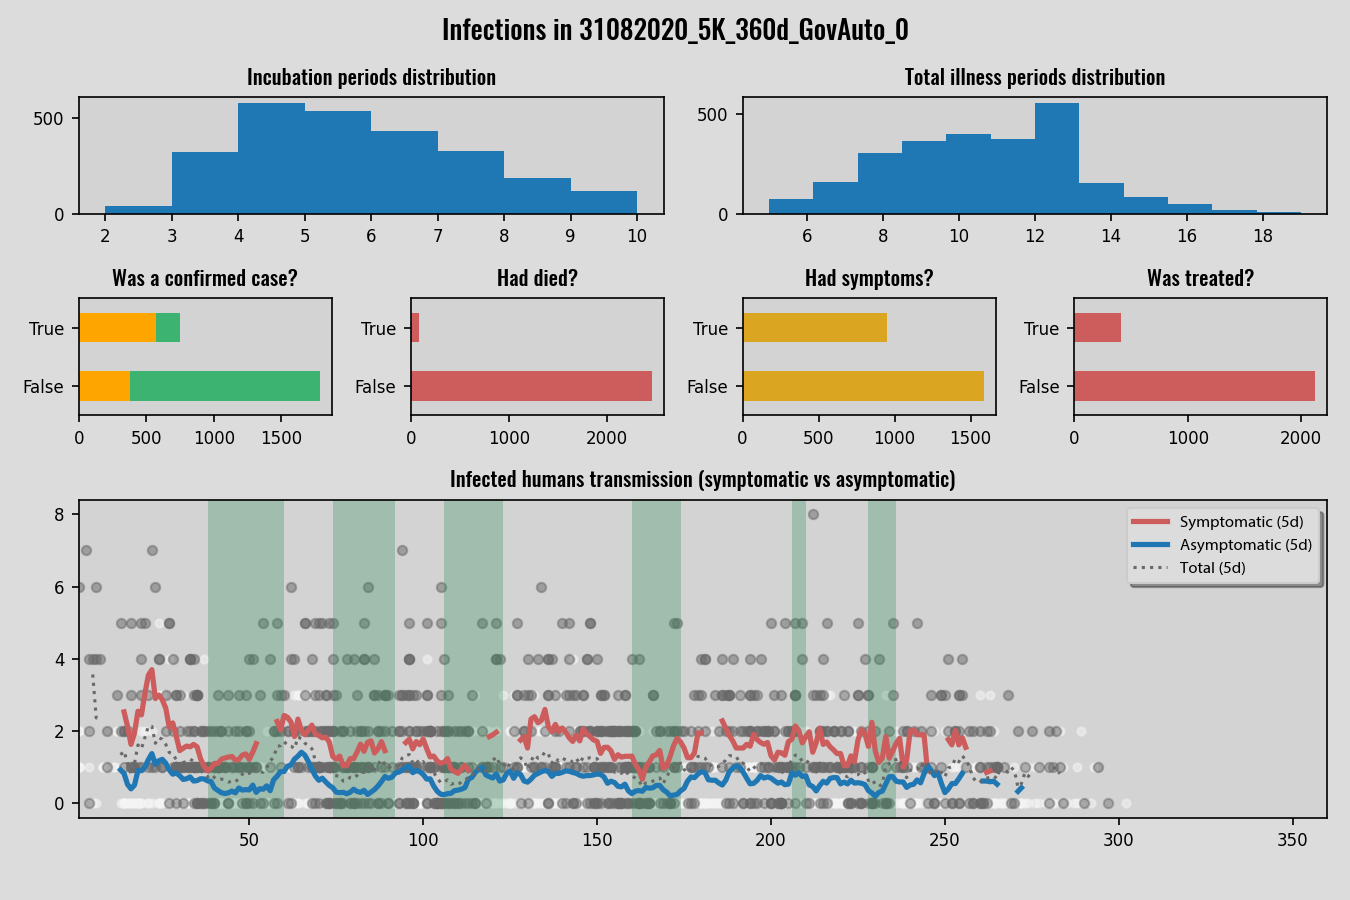 Infections in 31082020_5K_360d_GovAuto_0
Incubation periods distribution
Total illness periods distribution
500
0
2 3 4 5 6 7 8 9 10
500
0
6 8 10 12 14 16 18
Was a confirmed case?
Had died?
Had symptoms?
Was treated?
True
False
0 500 1000 1500
True
False
0 1000 2000
True
False
0 500 1000 1500
True
False
0 1000 2000
Infected humans transmission (symptomatic vs asymptomatic)
8
6
4
2
0
50 100 150 200 250 300 350
Symptomatic (5d)
Asymptomatic (5d)
Total (5d)